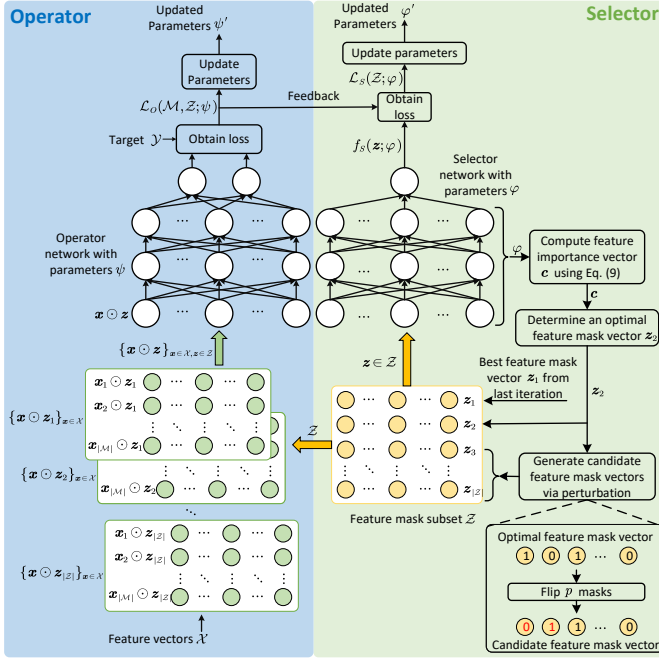 Operator
Updated
Parameters ψ′
Update
Parameters
ℒ_O(ℳ, 𝒵; ψ)
Feedback
Target 𝒴
Obtain loss
Operator
network with
parameters ψ
x ⊙ z
··· ···
··· ···
··· ···
{x ⊙ z}_{x∈𝒳, z∈𝒵}
{x ⊙ z₁}_{x∈𝒳}
x₁ ⊙ z₁ ··· ···
x₂ ⊙ z₁ ··· ···
x_{|ℳ|} ⊙ z₁ ··· ···
{x ⊙ z₂}_{x∈𝒳}
x_{|ℳ|} ⊙ z₂ ··· ···
{x ⊙ z_{|𝒵|}}_{x∈𝒳}
x₁ ⊙ z_{|𝒵|} ··· ···
x₂ ⊙ z_{|𝒵|} ··· ···
x_{|ℳ|} ⊙ z_{|𝒵|} ··· ···
Feature vectors 𝒳
Selector
Updated
Parameters φ′
Update parameters
ℒ_S(𝒵; φ)
Obtain
loss
f_S(z; φ)
Selector
network with
parameters φ
··· ···
··· ···
··· ···
φ
Compute feature
importance vector
c using Eq. (9)
c
Determine an optimal
feature mask vector z₂
z ∈ 𝒵
Best feature mask
vector z₁ from
last iteration
z₂
𝒵
··· ··· z₁
··· ··· z₂
··· ··· z₃
··· ··· z_{|𝒵|}
Feature mask subset 𝒵
Generate candidate
feature mask vectors
via perturbation
Optimal feature mask vector
1 0 1 ··· 0
Flip p masks
0 1 1 ··· 0
Candidate feature mask vector